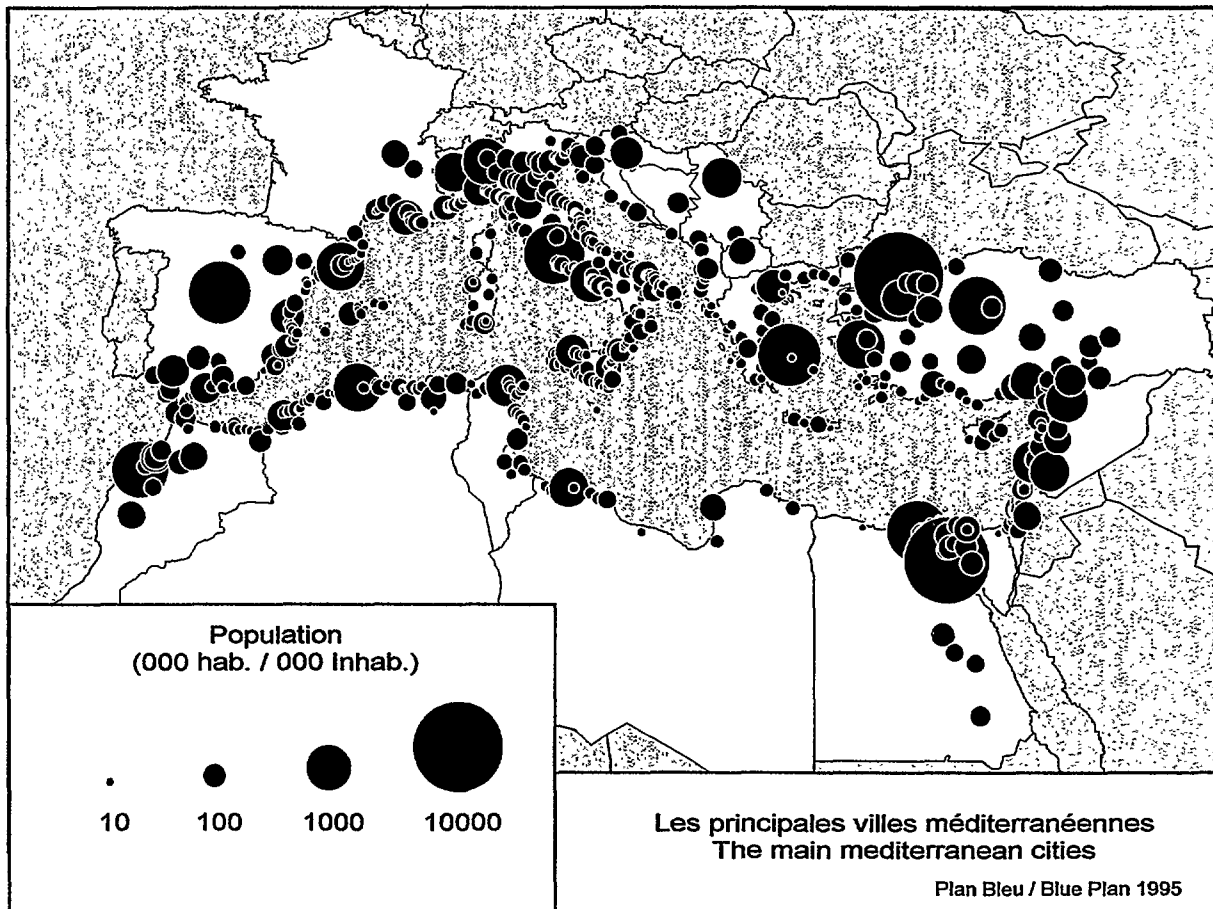 Population
(000 hab. / 000 Inhab.)
10 100 1000 10000
Les principales villes méditerranéennes
The main mediterranean cities
Plan Bleu / Blue Plan 1995